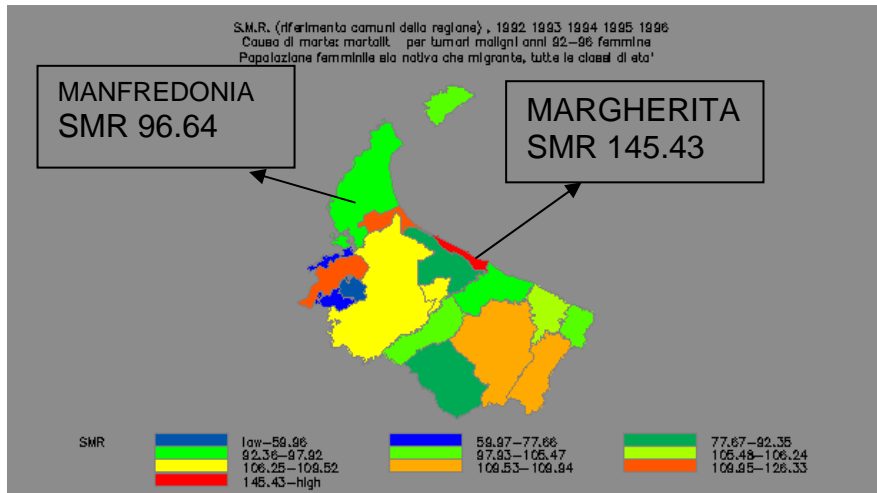 S.M.R. (riferimento comuni della regione) , 1992 1993 1994 1995 1996
Causa di morte: mortalit per tumori maligni anni 92-96 femmine
Popolazione femminile sia nativa che migrante, tutte le classi di eta'
MANFREDONIA
SMR 96.64
MARGHERITA
SMR 145.43
SMR
low-59.96
59.97-77.66
77.67-92.35
92.36-97.92
97.93-105.47
105.48-106.24
106.25-109.52
109.53-109.94
109.95-126.33
145.43-high